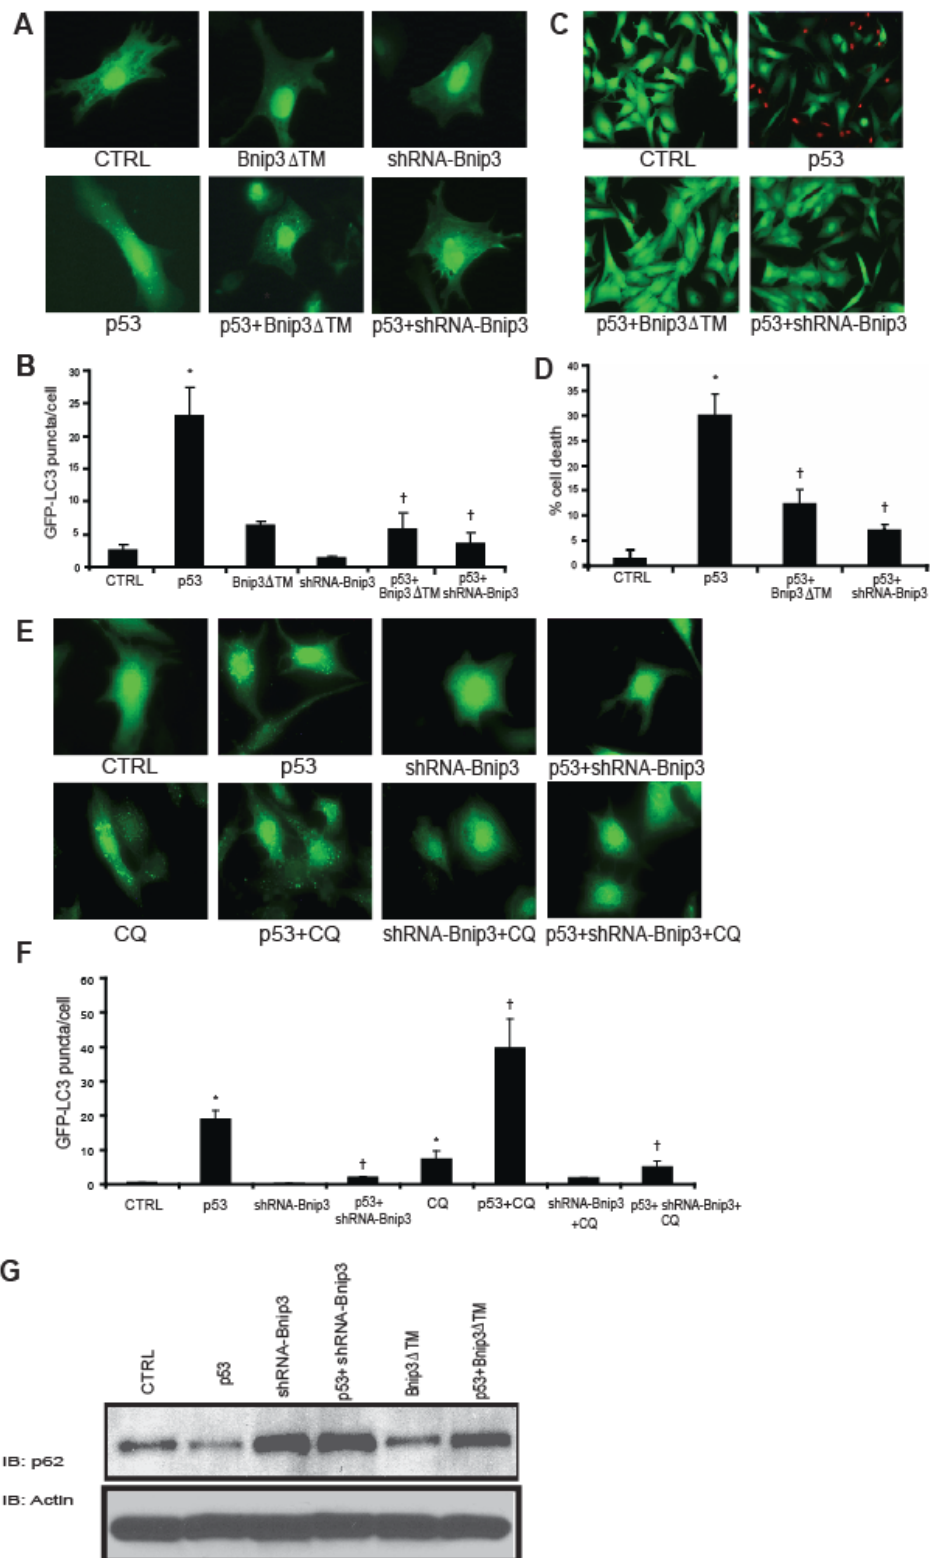 A
C
CTRL
Bnip3ΔTM
shRNA-Bnip3
CTRL
p53
p53
p53+Bnip3ΔTM
p53+shRNA-Bnip3
p53+Bnip3ΔTM
p53+shRNA-Bnip3
B
GFP-LC3 puncta/cell
30
25
20
15
10
5
0
*
†
†
CTRL
p53
Bnip3ΔTM
shRNA-Bnip3
p53+
Bnip3ΔTM
p53+
shRNA-Bnip3
D
% cell death
40
35
30
25
20
15
10
5
0
*
†
†
CTRL
p53
p53+
Bnip3ΔTM
p53+
shRNA-Bnip3
E
CTRL
p53
shRNA-Bnip3
p53+shRNA-Bnip3
CQ
p53+CQ
shRNA-Bnip3+CQ
p53+shRNA-Bnip3+CQ
F
GFP-LC3 puncta/cell
60
50
40
30
20
10
0
*
†
*
†
†
CTRL
p53
shRNA-Bnip3
p53+
shRNA-Bnip3
CQ
p53+CQ
shRNA-Bnip3
+CQ
p53+ shRNA-Bnip3+
CQ
G
CTRL
p53
shRNA-Bnip3
p53+ shRNA-Bnip3
Bnip3ΔTM
p53+Bnip3ΔTM
IB: p62
IB: Actin